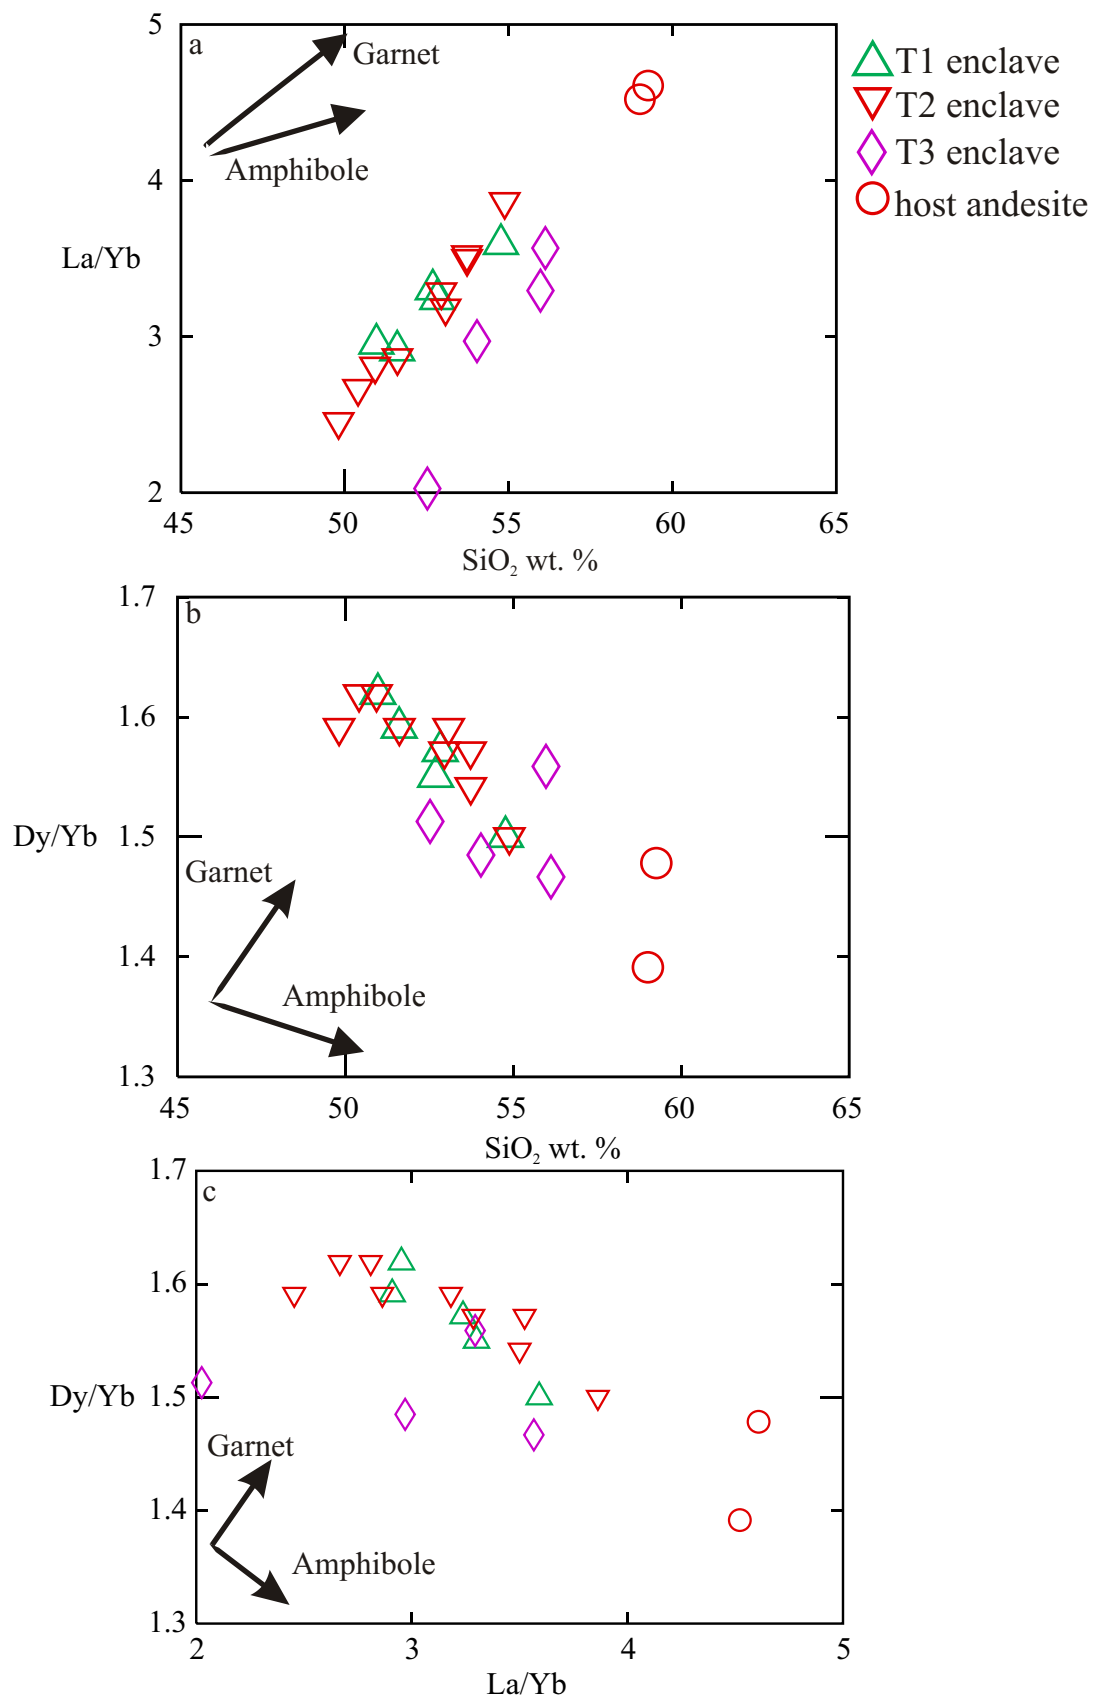 5
a
Garnet
T1 enclave
T2 enclave
Amphibole
T3 enclave
4
host andesite
La/Yb
3
2
45 50 55 60 65
SiO₂ wt. %
1.7
b
1.6
Dy/Yb 1.5
Garnet
1.4
Amphibole
1.3
45 50 55 60 65
SiO₂ wt. %
1.7
c
1.6
Dy/Yb 1.5
Garnet
1.4
Amphibole
1.3
2 3 4 5
La/Yb